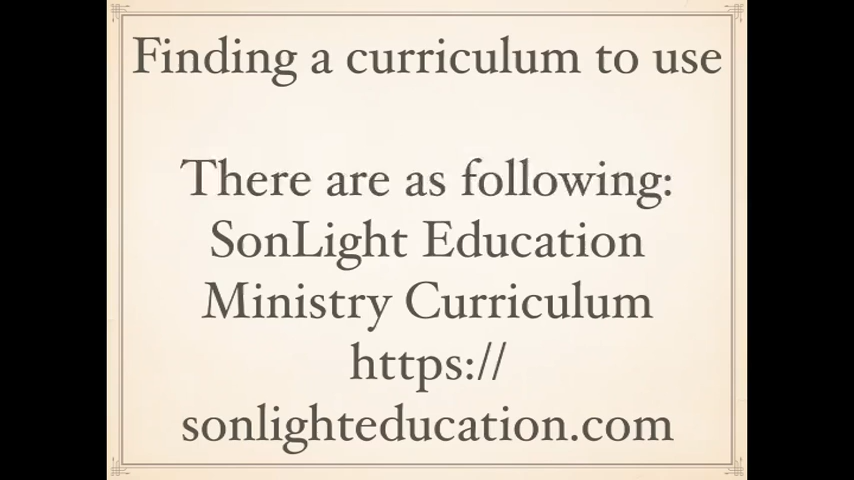 Finding a curriculum to use
There are as following:
SonLight Education
Ministry Curriculum
https://
sonlighteducation.com